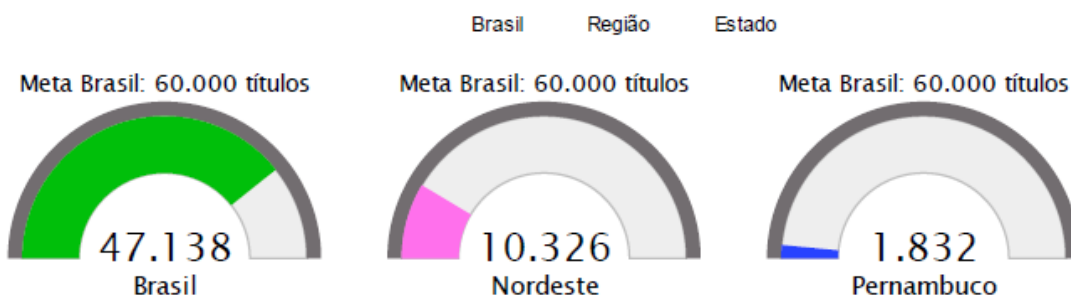 Brasil Região Estado
Meta Brasil: 60.000 títulos
47.138
Brasil
Meta Brasil: 60.000 títulos
10.326
Nordeste
Meta Brasil: 60.000 títulos
1.832
Pernambuco